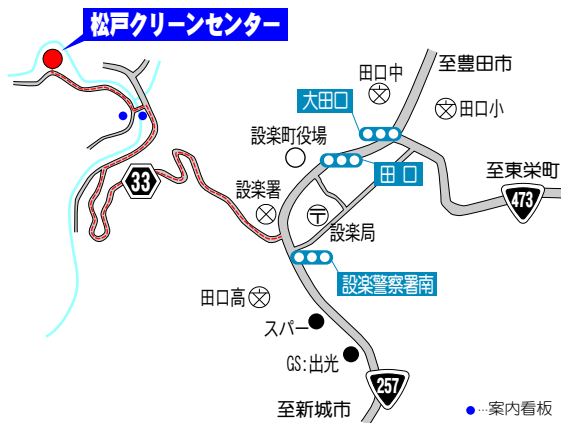 松戸クリーンセンター
至豊田市
田口中
大田口
田口小
設楽町役場
田口
至東栄町
33
設楽署
473
〒
設楽局
設楽警察署南
田口高
スパー
GS:出光
257
至新城市
●…案内看板